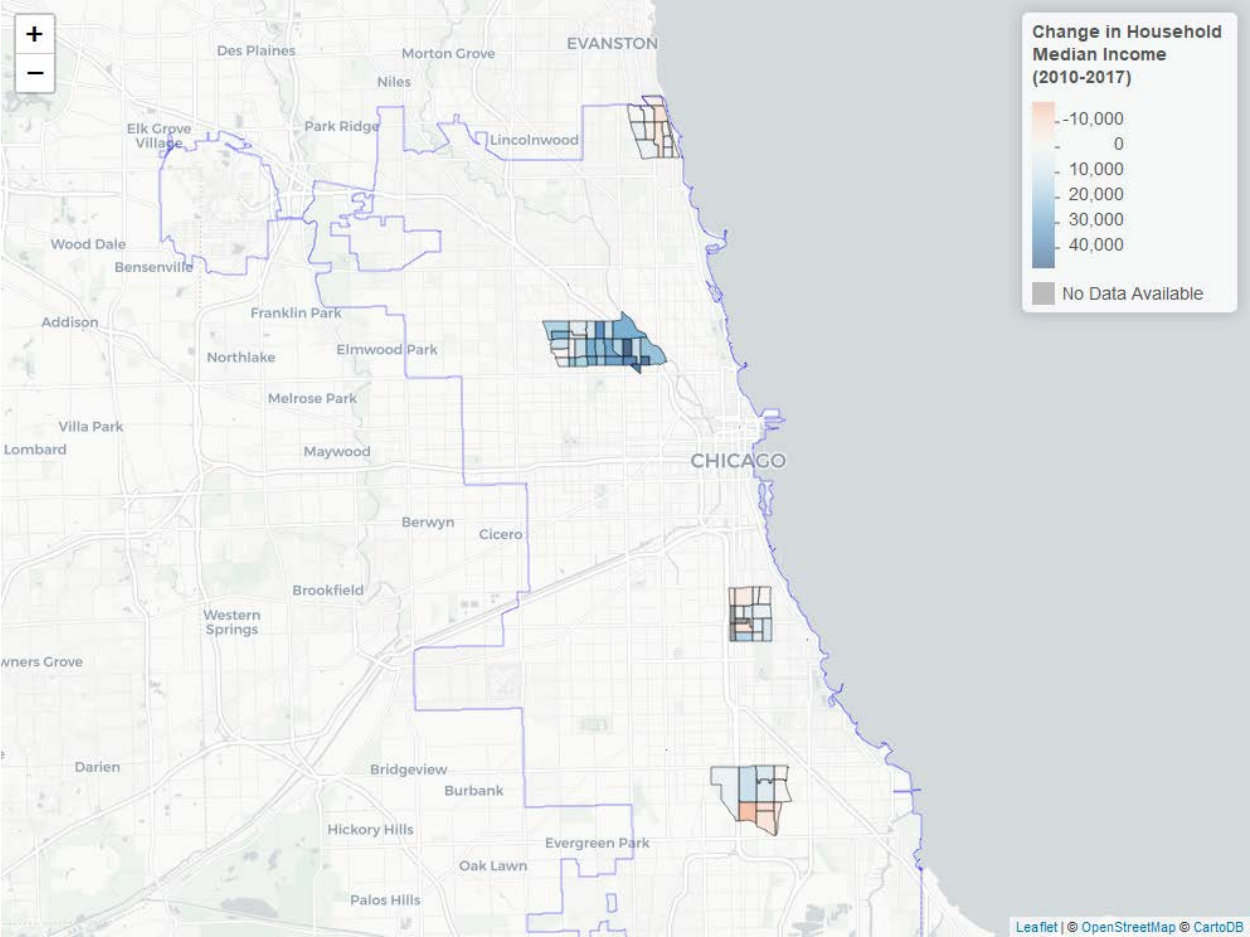 +
−
Des Plaines
Morton Grove
EVANSTON
Niles
Elk Grove
Village
Park Ridge
Lincolnwood
Wood Dale
Bensenville
Franklin Park
Addison
Elmwood Park
Northlake
Melrose Park
Villa Park
Lombard
Maywood
CHICAGO
Berwyn
Cicero
Brookfield
Western
Springs
wners Grove
Darien
Bridgeview
Burbank
Hickory Hills
Evergreen Park
Oak Lawn
Palos Hills
Change in Household
Median Income
(2010-2017)
-10,000
0
10,000
20,000
30,000
40,000
No Data Available
Leaflet | © OpenStreetMap © CartoDB